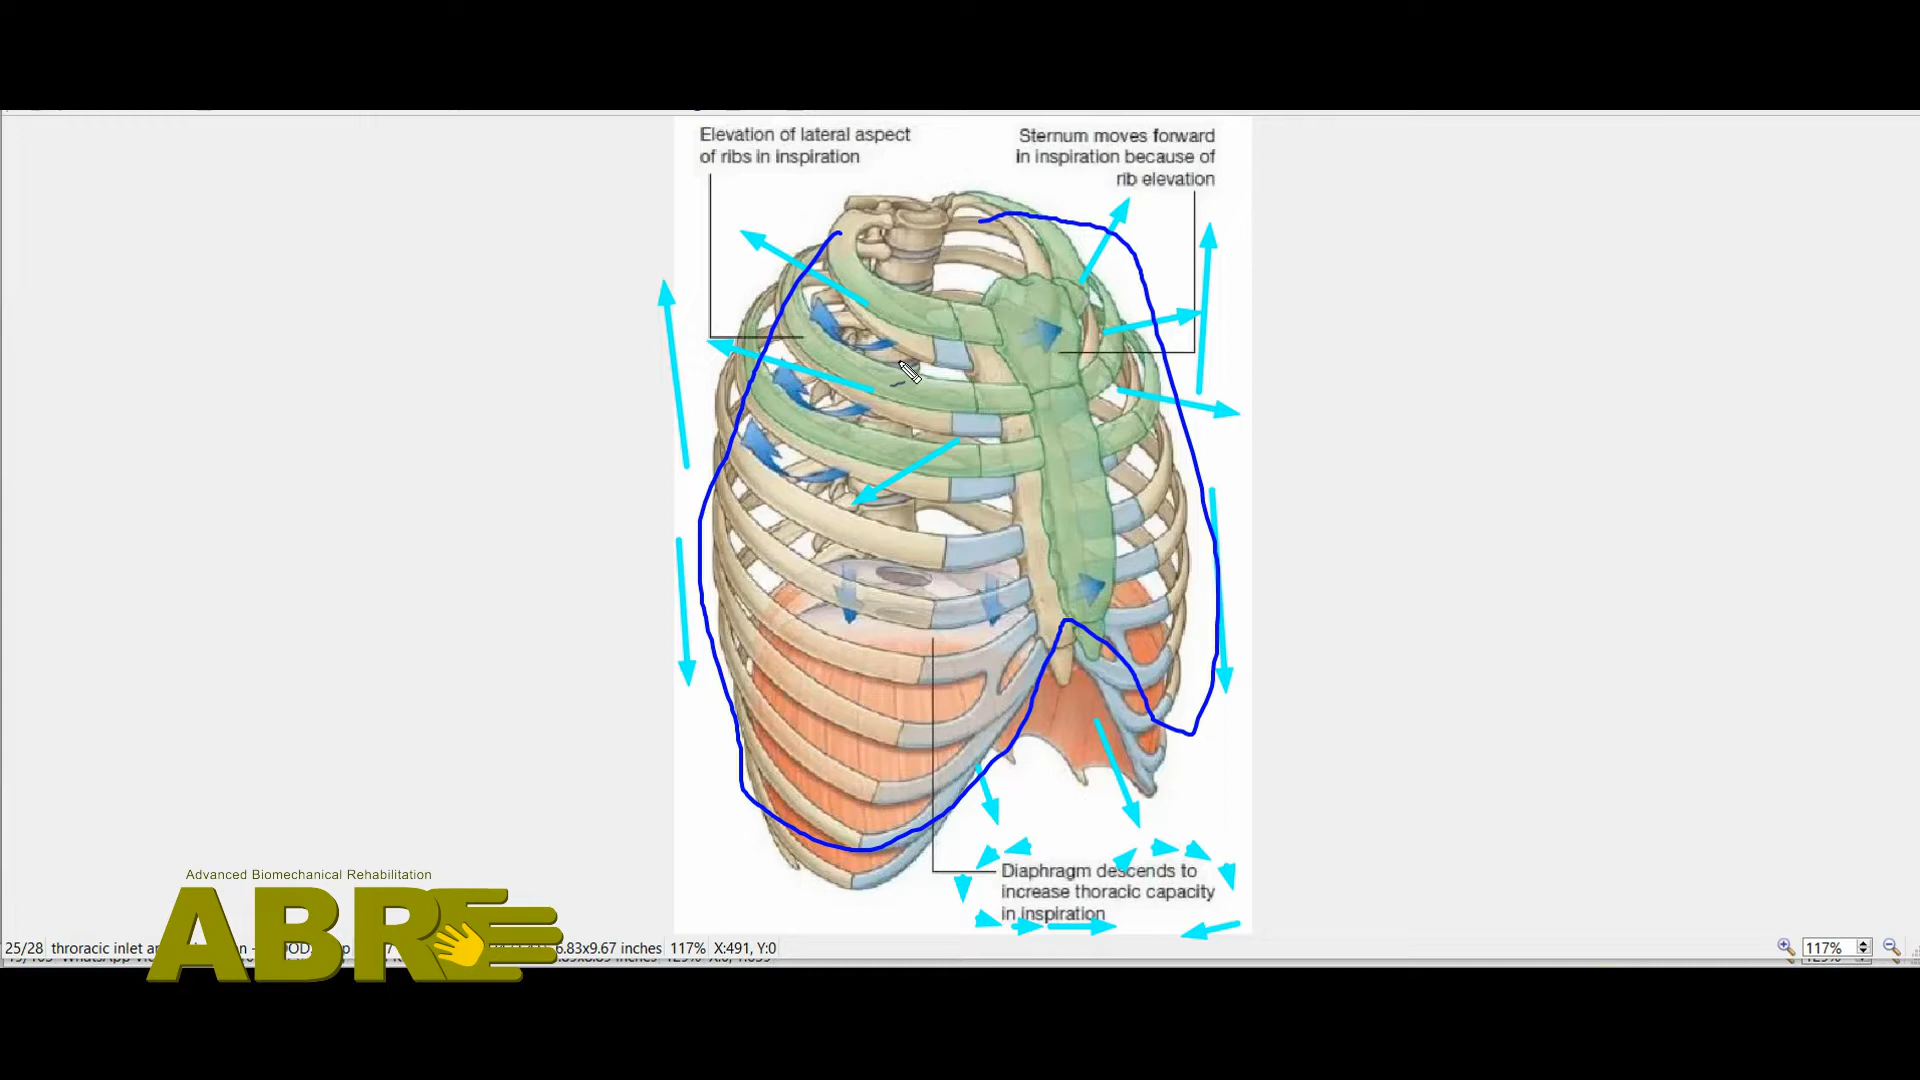 Elevation of lateral aspect
of ribs in inspiration
Sternum moves forward
in inspiration because of
rib elevation
Diaphragm descends to
increase thoracic capacity
in inspiration
Advanced Biomechanical Rehabilitation
ABR
25/28 throracic inlet 6.83x9.67 inches 117% X:491, Y:0
117%